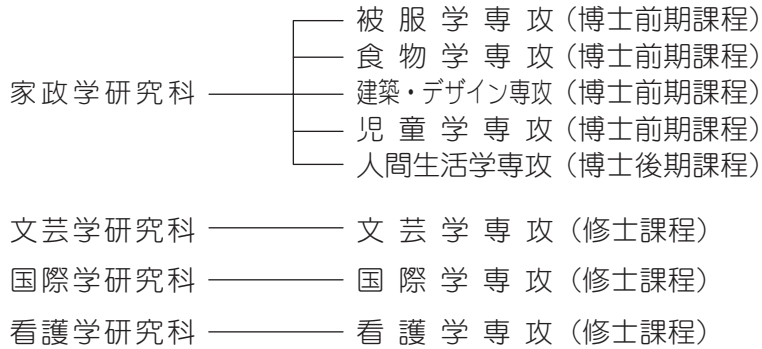 被服学専攻（博士前期課程）
食物学専攻（博士前期課程）
家政学研究科 建築・デザイン専攻（博士前期課程）
児童学専攻（博士前期課程）
人間生活学専攻（博士後期課程）
文芸学研究科 文芸学専攻（修士課程）
国際学研究科 国際学専攻（修士課程）
看護学研究科 看護学専攻（修士課程）